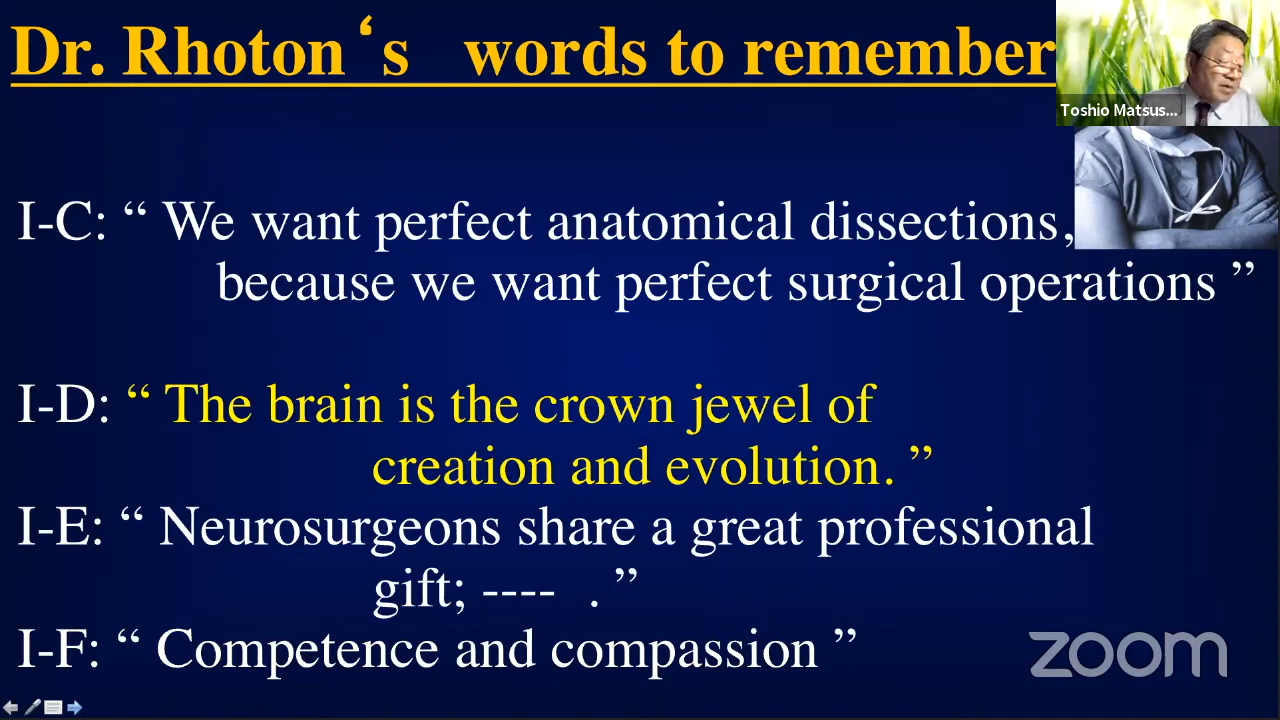 Dr. Rhoton‘s words to remember
Toshio Matsus...
I-C: “ We want perfect anatomical dissections,
because we want perfect surgical operations ”
I-D: “ The brain is the crown jewel of
creation and evolution. ”
I-E: “ Neurosurgeons share a great professional
gift; ---- . ”
I-F: “ Competence and compassion ”
zoom